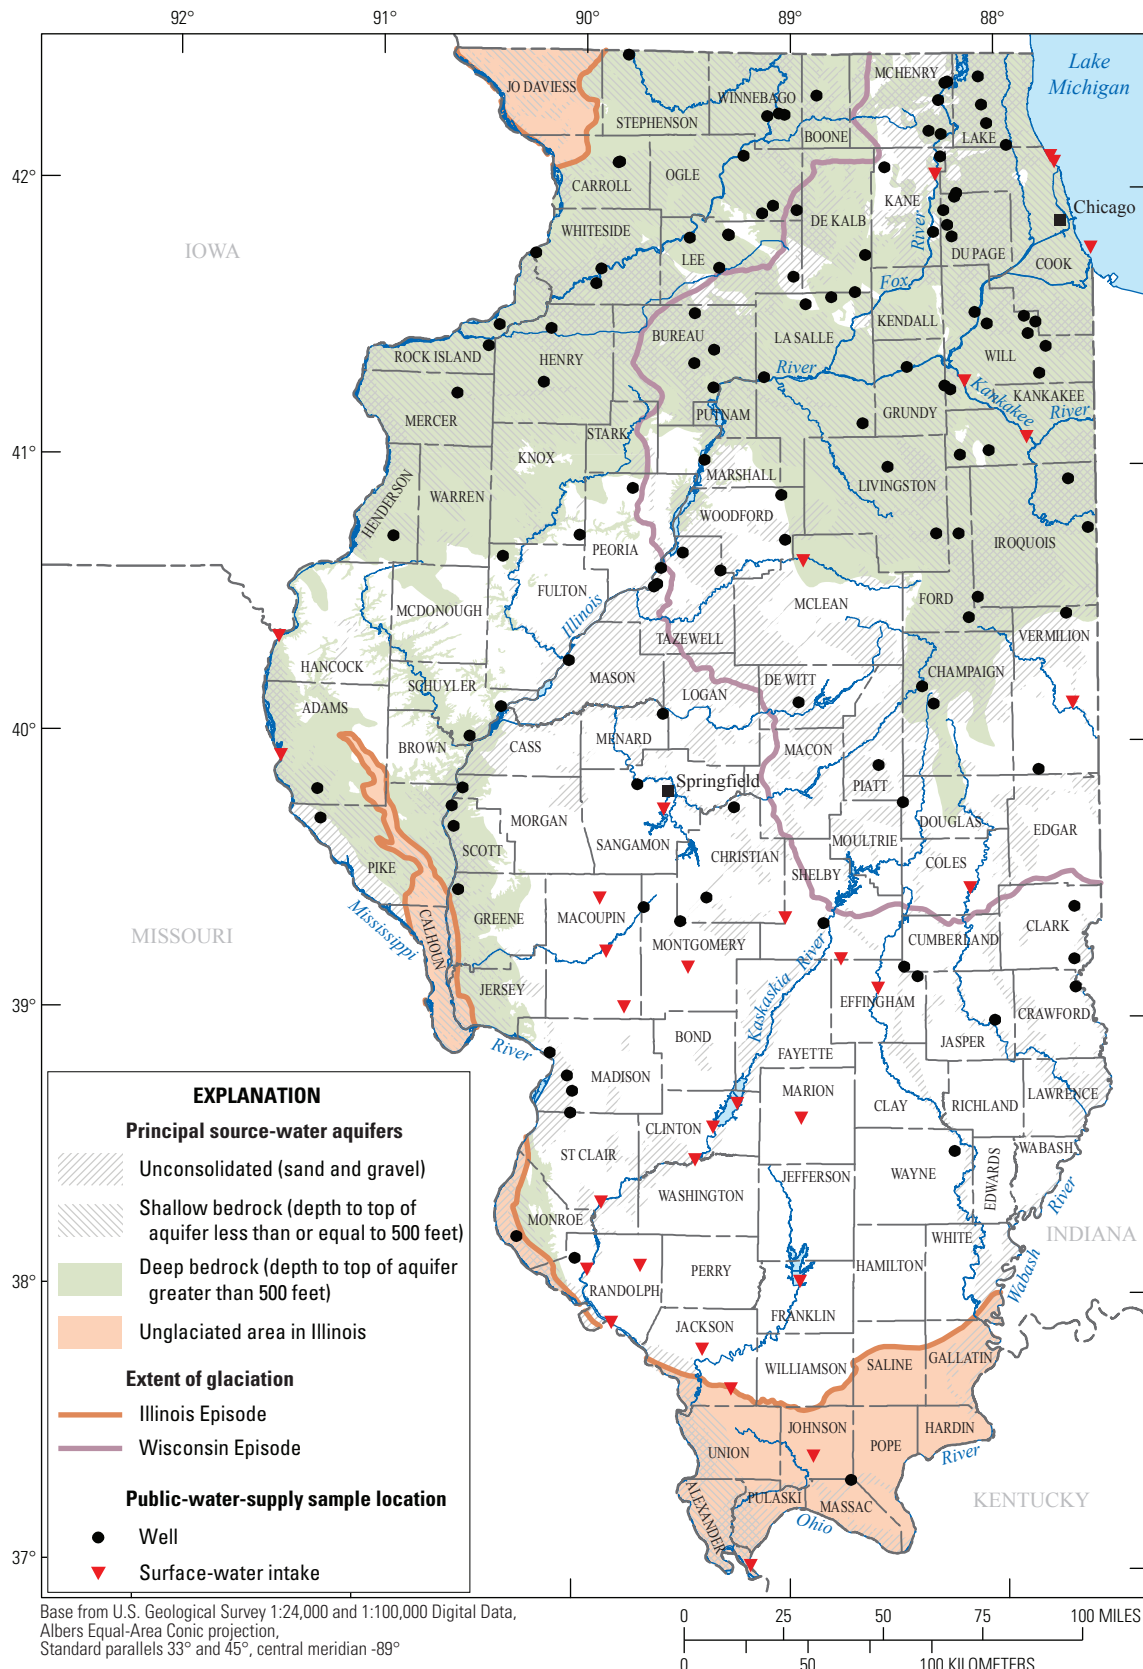 92°
91°
90°
89°
88°
Lake
Michigan
JO DAVIESS
STEPHENSON
WINNEBAGO
BOONE
MCHENRY
LAKE
42°
CARROLL
OGLE
KANE
DE KALB
River
Chicago
IOWA
WHITESIDE
LEE
DU PAGE
COOK
Fox
KENDALL
ROCK ISLAND
HENRY
BUREAU
LA SALLE
River
WILL
MERCER
PUTNAM
GRUNDY
Kankakee
KANKAKEE
River
STARK
41°
KNOX
MARSHALL
LIVINGSTON
HENDERSON
WARREN
WOODFORD
PEORIA
IROQUOIS
FULTON
Illinois
MCDONOUGH
MCLEAN
FORD
TAZEWELL
VERMILION
HANCOCK
SCHUYLER
MASON
LOGAN
DE WITT
CHAMPAIGN
ADAMS
40°
BROWN
CASS
MENARD
MACON
PIATT
Springfield
MORGAN
SANGAMON
CHRISTIAN
MOULTRIE
DOUGLAS
EDGAR
SCOTT
PIKE
SHELBY
COLES
Mississippi
CALHOUN
GREENE
MACOUPIN
MONTGOMERY
River
CUMBERLAND
CLARK
MISSOURI
JERSEY
39°
Kaskaskia
EFFINGHAM
CRAWFORD
River
BOND
FAYETTE
JASPER
MADISON
MARION
CLAY
RICHLAND
LAWRENCE
CLINTON
ST CLAIR
WAYNE
EDWARDS
WABASH
JEFFERSON
WASHINGTON
River
MONROE
WHITE
INDIANA
Wabash
38°
RANDOLPH
PERRY
HAMILTON
FRANKLIN
JACKSON
WILLIAMSON
SALINE
GALLATIN
UNION
JOHNSON
POPE
HARDIN
River
ALEXANDER
PULASKI
MASSAC
Ohio
KENTUCKY
37°
EXPLANATION
Principal source-water aquifers
Unconsolidated (sand and gravel)
Shallow bedrock (depth to top of
aquifer less than or equal to 500 feet)
Deep bedrock (depth to top of aquifer
greater than 500 feet)
Unglaciated area in Illinois
Extent of glaciation
Illinois Episode
Wisconsin Episode
Public-water-supply sample location
Well
Surface-water intake
Base from U.S. Geological Survey 1:24,000 and 1:100,000 Digital Data,
Albers Equal-Area Conic projection,
Standard parallels 33° and 45°, central meridian -89°
0 25 50 75 100 MILES
0 50 100 KILOMETERS